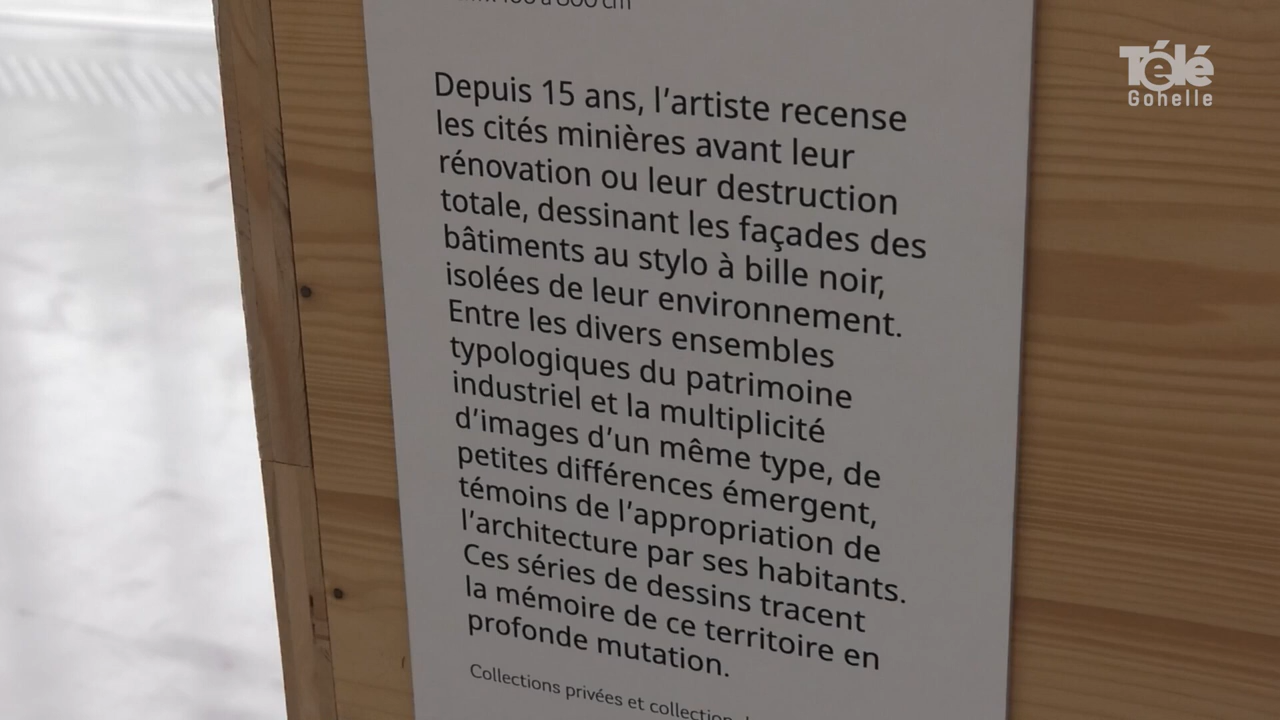 Télé
Gohelle
Depuis 15 ans, l’artiste recense
les cités minières avant leur
rénovation ou leur destruction
totale, dessinant les façades des
bâtiments au stylo à bille noir,
isolées de leur environnement.
Entre les divers ensembles
typologiques du patrimoine
industriel et la multiplicité
d’images d’un même type, de
petites différences émergent,
témoins de l’appropriation de
l’architecture par ses habitants.
Ces séries de dessins tracent
la mémoire de ce territoire en
profonde mutation.
Collections privées et collection